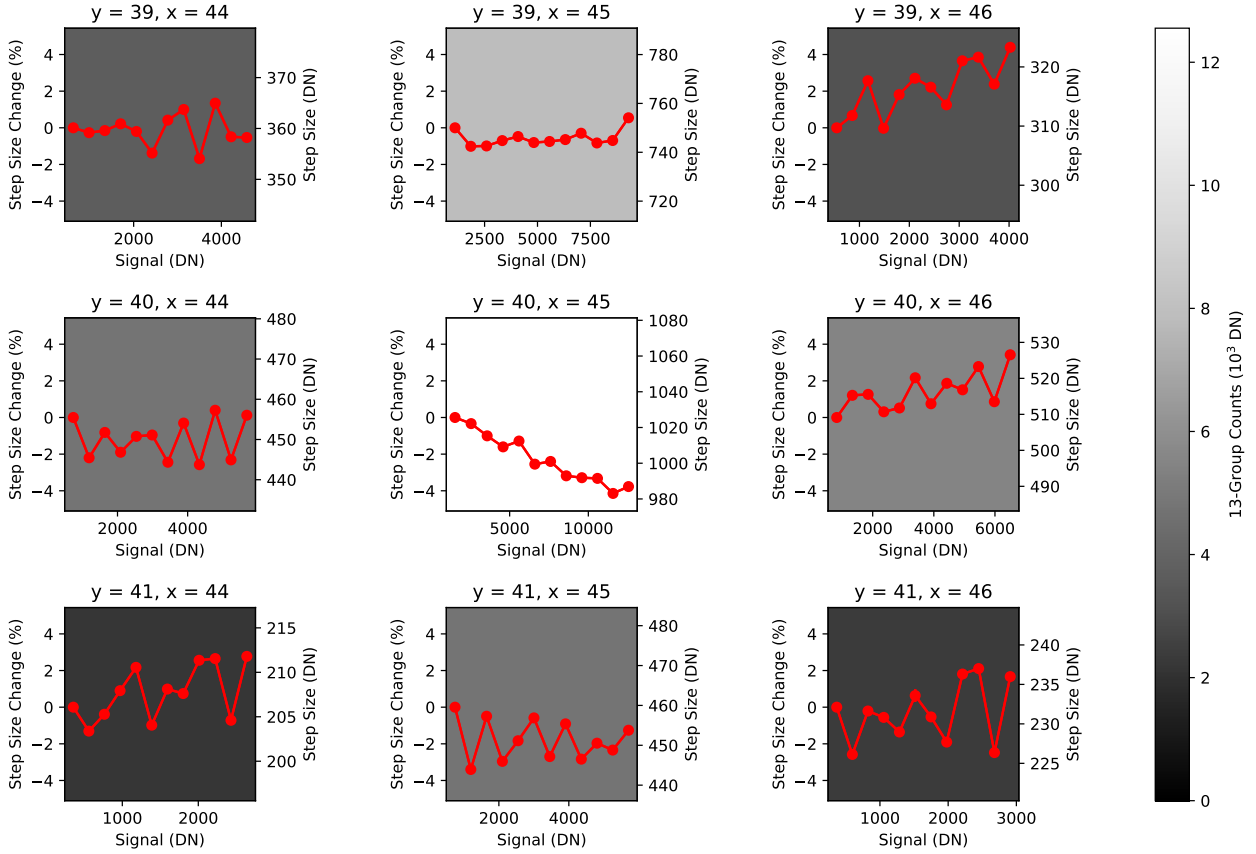 y = 39, x = 44
4
2
0
−2
−4
Step Size Change (%)
370
360
350
Step Size (DN)
2000 4000
Signal (DN)
y = 39, x = 45
4
2
0
−2
−4
Step Size Change (%)
780
760
740
720
Step Size (DN)
2500 5000 7500
Signal (DN)
y = 39, x = 46
4
2
0
−2
−4
Step Size Change (%)
320
310
300
Step Size (DN)
1000 2000 3000 4000
Signal (DN)
y = 40, x = 44
4
2
0
−2
−4
Step Size Change (%)
480
470
460
450
440
Step Size (DN)
2000 4000
Signal (DN)
y = 40, x = 45
4
2
0
−2
−4
Step Size Change (%)
1080
1060
1040
1020
1000
980
Step Size (DN)
5000 10000
Signal (DN)
y = 40, x = 46
4
2
0
−2
−4
Step Size Change (%)
530
520
510
500
490
Step Size (DN)
2000 4000 6000
Signal (DN)
y = 41, x = 44
4
2
0
−2
−4
Step Size Change (%)
215
210
205
200
Step Size (DN)
1000 2000
Signal (DN)
y = 41, x = 45
4
2
0
−2
−4
Step Size Change (%)
480
470
460
450
440
Step Size (DN)
2000 4000
Signal (DN)
y = 41, x = 46
4
2
0
−2
−4
Step Size Change (%)
240
235
230
225
Step Size (DN)
1000 2000 3000
Signal (DN)
12
10
8
6
4
2
0
13-Group Counts (10³ DN)